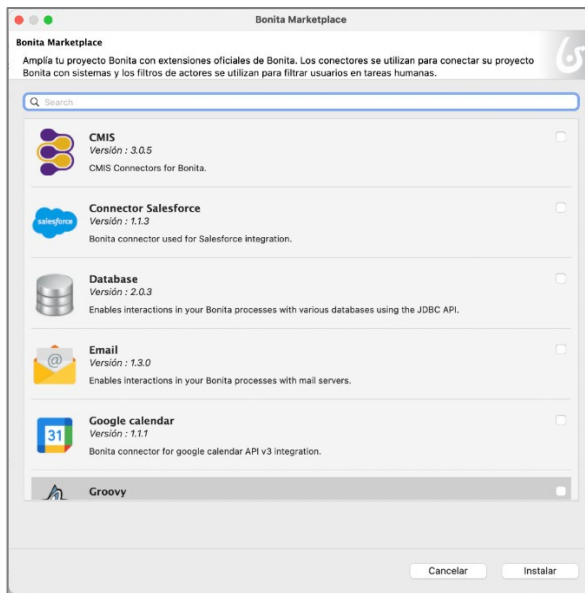 Bonita Marketplace
Bonita Marketplace
Amplía tu proyecto Bonita con extensiones oficiales de Bonita. Los conectores se utilizan para conectar su proyecto
Bonita con sistemas y los filtros de actores se utilizan para filtrar usuarios en tareas humanas.
Search
CMIS
Versión : 3.0.5
CMIS Connectors for Bonita.
salesforce
Connector Salesforce
Versión : 1.1.3
Bonita connector used for Salesforce integration.
Database
Versión : 2.0.3
Enables interactions in your Bonita processes with various databases using the JDBC API.
@
Email
Versión : 1.3.0
Enables interactions in your Bonita processes with mail servers.
31
Google calendar
Versión : 1.1.1
Bonita connector for google calendar API v3 integration.
Groovy
Cancelar
Instalar